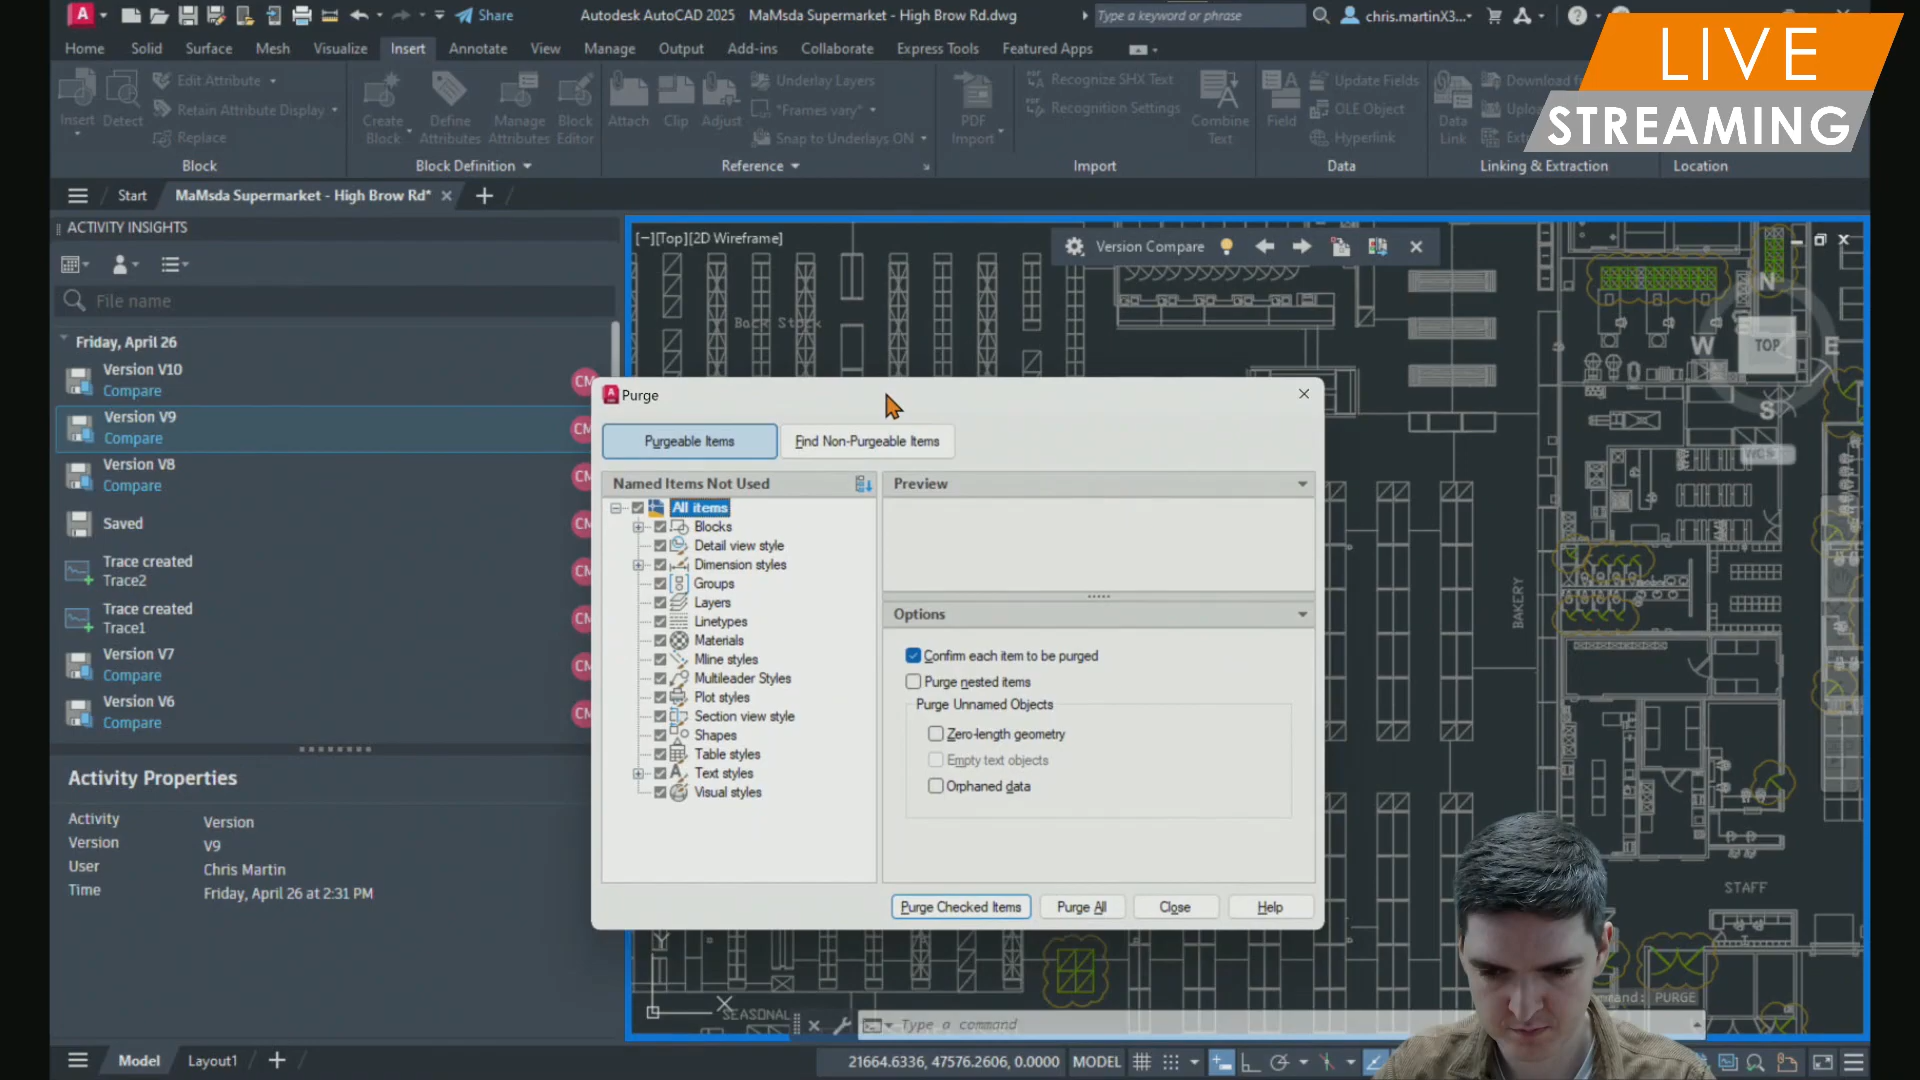 Share
Autodesk AutoCAD 2025 MaMsda Supermarket - High Brow Rd.dwg
Type a keyword or phrase
chris.martinX3...
LIVE
STREAMING
Home Solid Surface Mesh Visualize Insert Annotate View Manage Output Add-ins Collaborate Express Tools Featured Apps
Insert
Detect
Edit Attribute
Retain Attribute Display
Replace
Block
Create
Block
Define
Attributes
Manage
Attributes
Block
Editor
Block Definition
Attach
Clip
Adjust
Underlay Layers
*Frames vary*
Snap to Underlays ON
Reference
PDF
Import
Recognize SHX Text
Recognition Settings
Combine
Text
Import
Field
Update Fields
OLE Object
Hyperlink
Data
Data
Link
Linking & Extraction
Location
Start
MaMsda Supermarket - High Brow Rd*
ACTIVITY INSIGHTS
File name
Friday, April 26
Version V10
Compare
Version V9
Compare
Version V8
Compare
Saved
Trace created
Trace2
Trace created
Trace1
Version V7
Compare
Version V6
Compare
Activity Properties
Activity Version
Version V9
User Chris Martin
Time Friday, April 26 at 2:31 PM
[−][Top][2D Wireframe]
Version Compare
Back Stock
N
W TOP E
S
WCS
BAKERY
STAFF
SEASONAL
Y
X
Purge
Purgeable Items
Find Non-Purgeable Items
Named Items Not Used
All items
Blocks
Detail view style
Dimension styles
Groups
Layers
Linetypes
Materials
Mline styles
Multileader Styles
Plot styles
Section view style
Shapes
Table styles
Text styles
Visual styles
Preview
Options
Confirm each item to be purged
Purge nested items
Purge Unnamed Objects
Zero-length geometry
Empty text objects
Orphaned data
Purge Checked Items
Purge All
Close
Help
Command: PURGE
Type a command
Model
Layout1
21664.6336, 47576.2606, 0.0000
MODEL